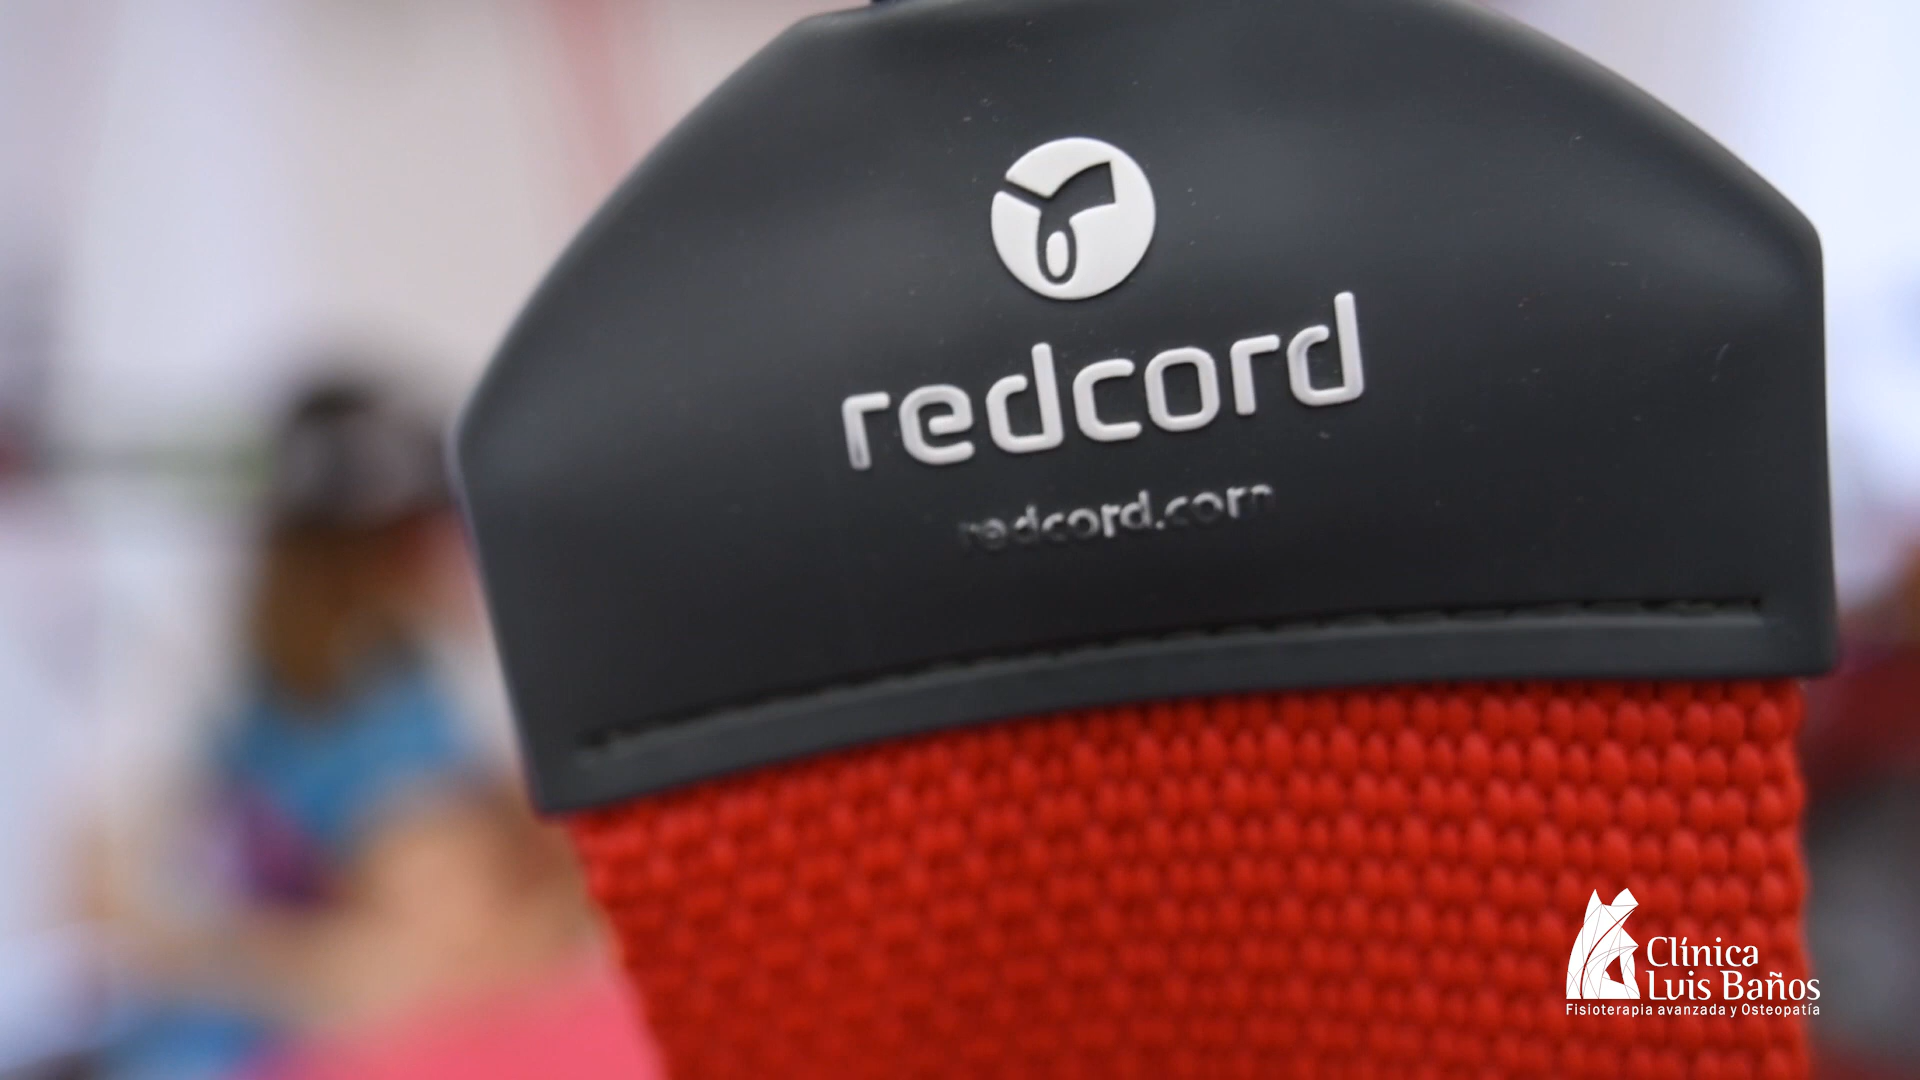 redcord
redcord.com
Clínica
Luis Baños
Fisioterapia avanzada y Osteopatía